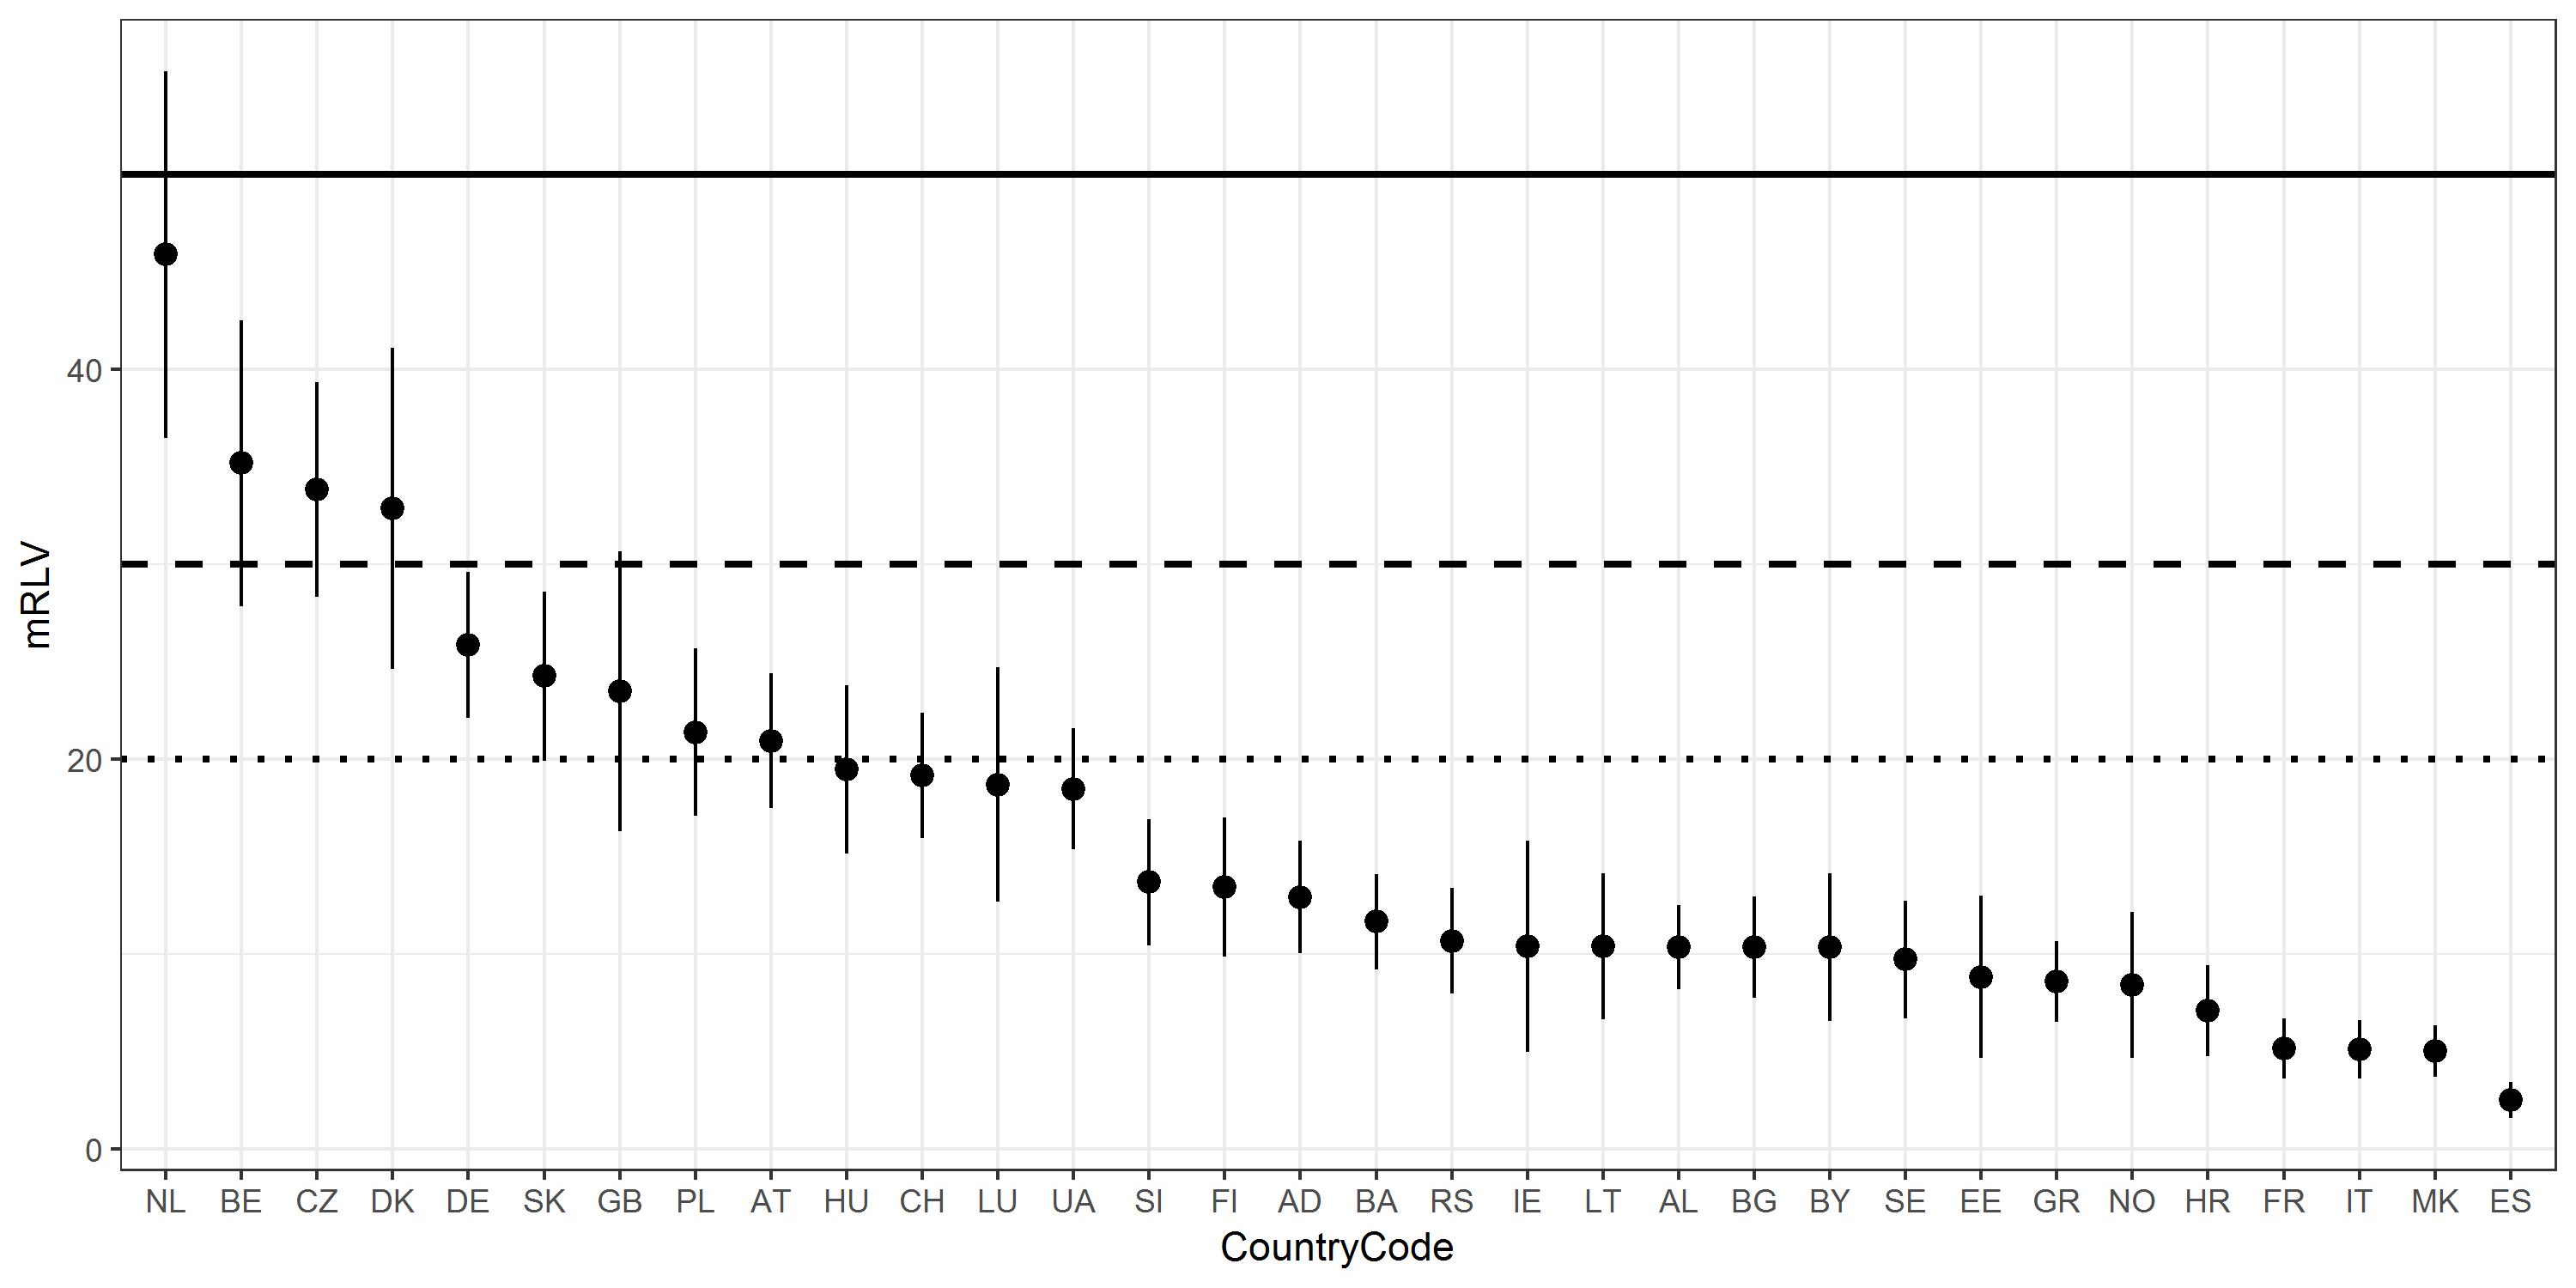 mRLV
40
20
0
NL BE CZ DK DE SK GB PL AT HU CH LU UA SI FI AD BA RS IE LT AL BG BY SE EE GR NO HR FR IT MK ES
CountryCode